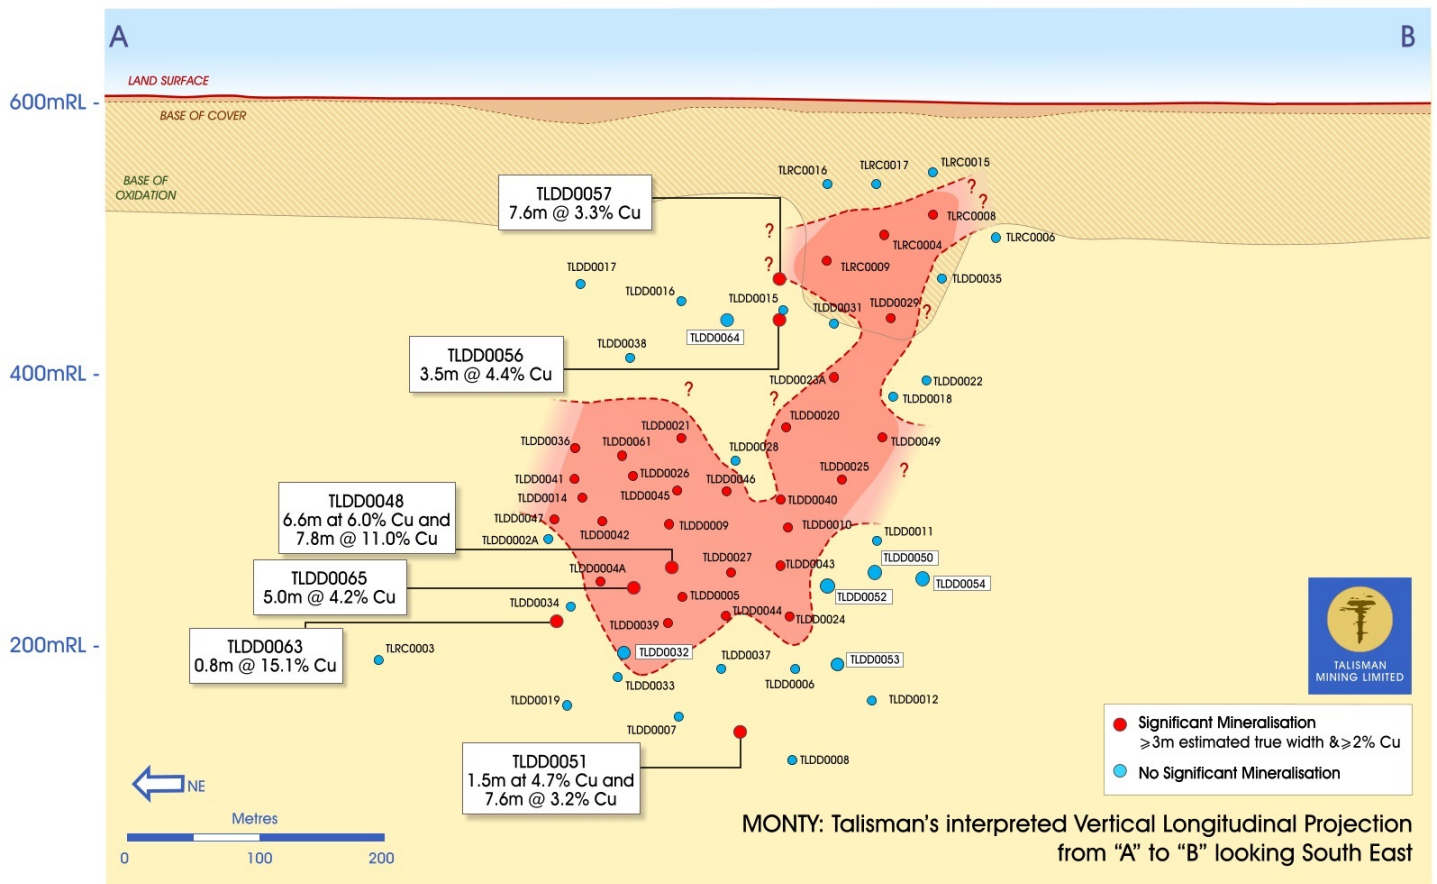 A
B
LAND SURFACE
600mRL -
BASE OF COVER
BASE OF
OXIDATION
TLRC0016
TLRC0017
TLRC0015
TLDD0057
7.6m @ 3.3% Cu
?
?
TLRC0008
?
TLRC0004
TLRC0006
?
TLRC0009
TLDD0017
TLDD0035
TLDD0016
TLDD0015
TLDD0031
TLDD0029
?
TLDD0064
TLDD0038
TLDD0056
3.5m @ 4.4% Cu
400mRL -
TLDD0023A
TLDD0022
?
?
TLDD0018
TLDD0020
TLDD0021
TLDD0036
TLDD0061
TLDD0028
TLDD0049
TLDD0041
TLDD0026
TLDD0046
TLDD0025
?
TLDD0014
TLDD0045
TLDD0040
TLDD0048
6.6m at 6.0% Cu and
7.8m @ 11.0% Cu
TLDD0047
TLDD0042
TLDD0009
TLDD0010
TLDD0002A
TLDD0011
TLDD0027
TLDD0050
TLDD0004A
TLDD0043
TLDD0054
TLDD0065
5.0m @ 4.2% Cu
TLDD0005
TLDD0052
TLDD0034
TLDD0044
TLDD0039
TLDD0024
TLDD0063
0.8m @ 15.1% Cu
200mRL -
TLRC0003
TLDD0032
TLDD0037
TLDD0053
TLDD0033
TLDD0006
TLDD0019
TLDD0012
TLDD0007
TLDD0008
TLDD0051
1.5m at 4.7% Cu and
7.6m @ 3.2% Cu
TALISMAN
MINING LIMITED
Significant Mineralisation
⩾3m estimated true width &⩾2% Cu
No Significant Mineralisation
NE
Metres
0 100 200
MONTY: Talisman's interpreted Vertical Longitudinal Projection
from "A" to "B" looking South East